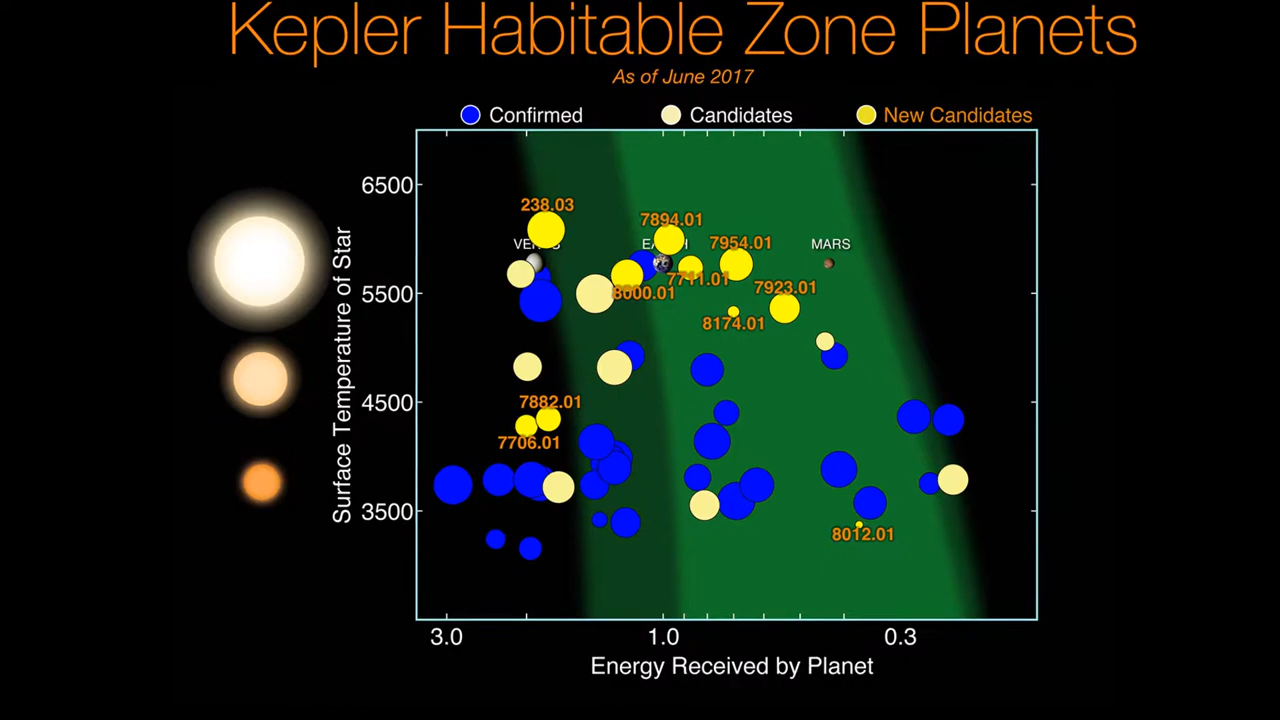 Kepler Habitable Zone Planets
As of June 2017
Confirmed Candidates New Candidates
Surface Temperature of Star
6500
5500
4500
3500
238.03
7894.01
7954.01
MARS
7711.01
7923.01
8000.01
8174.01
7882.01
7706.01
8012.01
3.0 1.0 0.3
Energy Received by Planet